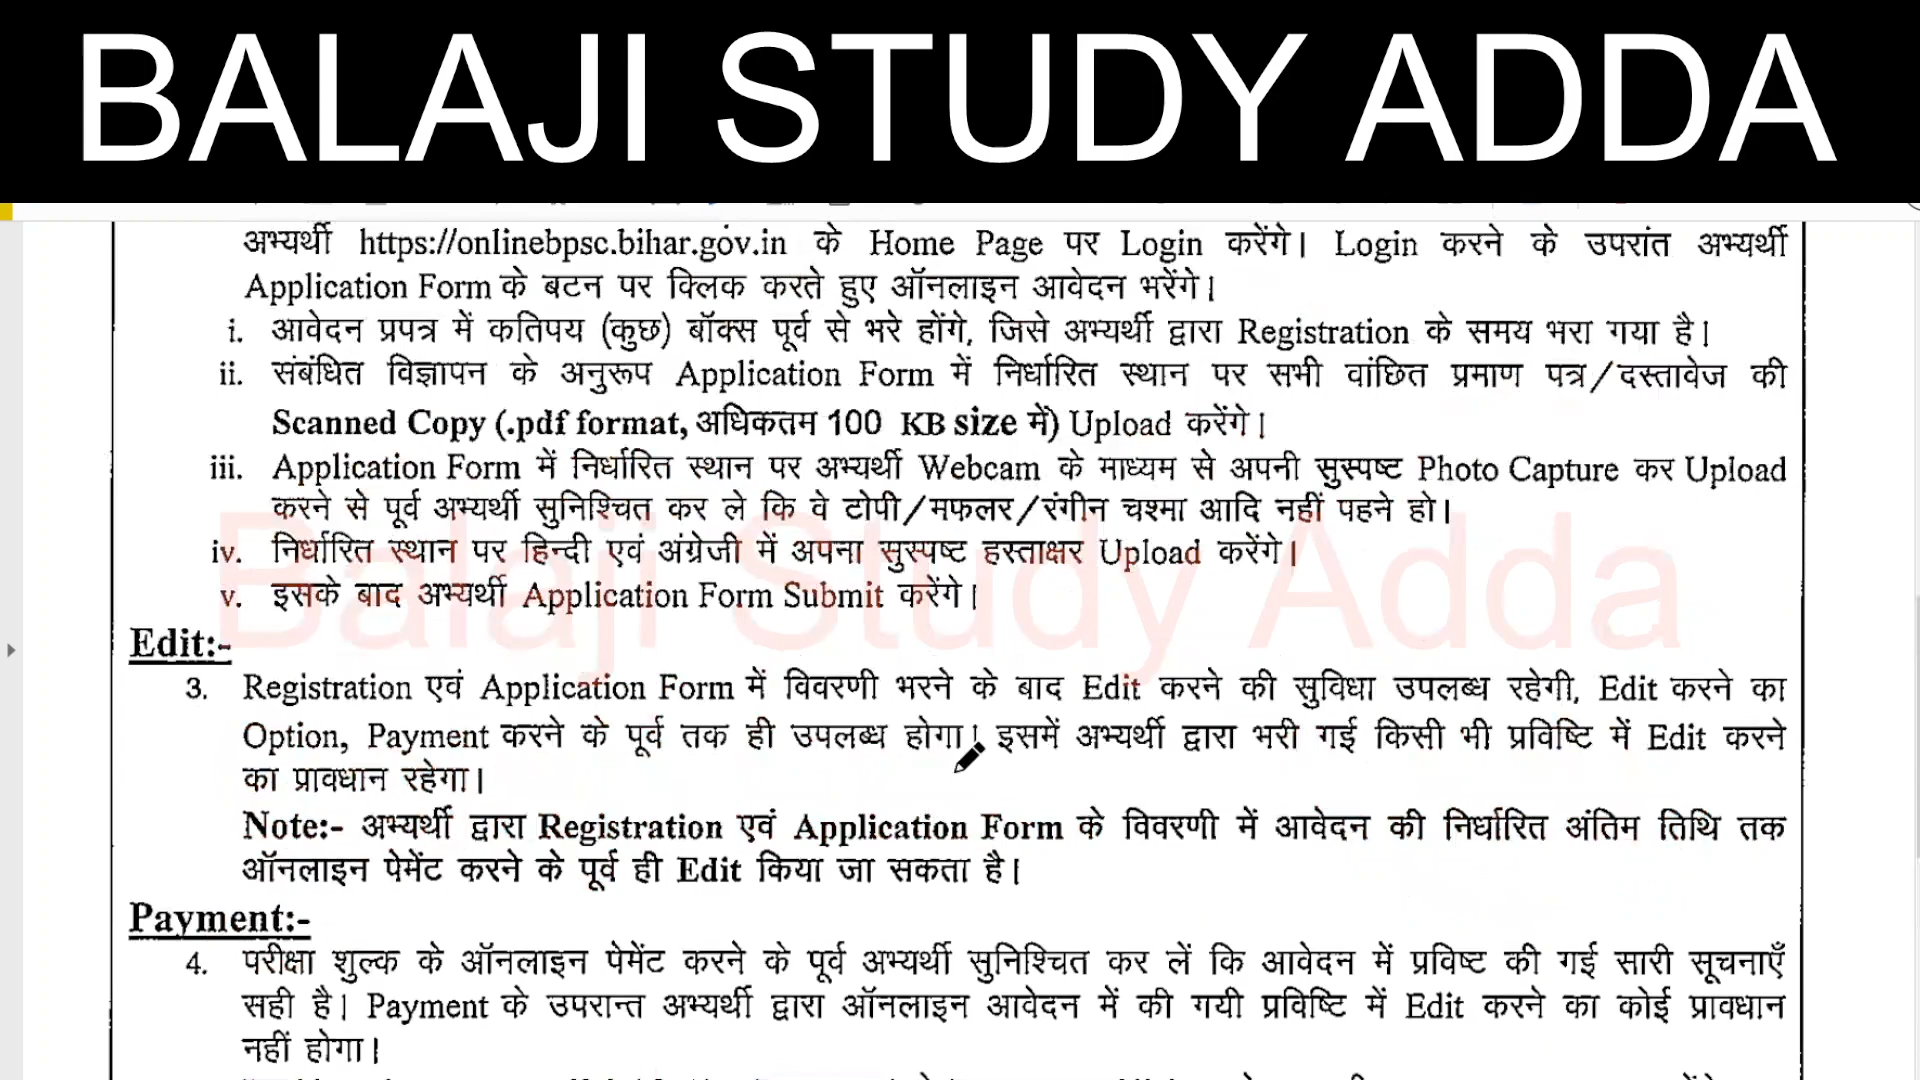 BALAJI STUDY ADDA
अभ्यर्थी https://onlinebpsc.bihar.gov.in के Home Page पर Login करेंगे। Login करने के उपरांत अभ्यर्थी
Application Form के बटन पर क्लिक करते हुए ऑनलाइन आवेदन भरेंगे।
i. आवेदन प्रपत्र में कतिपय (कुछ) बॉक्स पूर्व से भरे होंगे, जिसे अभ्यर्थी द्वारा Registration के समय भरा गया है।
ii. संबंधित विज्ञापन के अनुरूप Application Form में निर्धारित स्थान पर सभी वांछित प्रमाण पत्र/दस्तावेज की
Scanned Copy (.pdf format, अधिकतम 100 KB size में) Upload करेंगे।
iii. Application Form में निर्धारित स्थान पर अभ्यर्थी Webcam के माध्यम से अपनी सुस्पष्ट Photo Capture कर Upload
करने से पूर्व अभ्यर्थी सुनिश्चित कर ले कि वे टोपी/मफलर/रंगीन चश्मा आदि नहीं पहने हो।
iv. निर्धारित स्थान पर हिन्दी एवं अंग्रेजी में अपना सुस्पष्ट हस्ताक्षर Upload करेंगे।
v. इसके बाद अभ्यर्थी Application Form Submit करेंगे।
Balaji Study Adda
Edit:-
3. Registration एवं Application Form में विवरणी भरने के बाद Edit करने की सुविधा उपलब्ध रहेगी, Edit करने का
Option, Payment करने के पूर्व तक ही उपलब्ध होगा। इसमें अभ्यर्थी द्वारा भरी गई किसी भी प्रविष्टि में Edit करने
का प्रावधान रहेगा।
Note:- अभ्यर्थी द्वारा Registration एवं Application Form के विवरणी में आवेदन की निर्धारित अंतिम तिथि तक
ऑनलाइन पेमेंट करने के पूर्व ही Edit किया जा सकता है।
Payment:-
4. परीक्षा शुल्क के ऑनलाइन पेमेंट करने के पूर्व अभ्यर्थी सुनिश्चित कर लें कि आवेदन में प्रविष्ट की गई सारी सूचनाएँ
सही है। Payment के उपरान्त अभ्यर्थी द्वारा ऑनलाइन आवेदन में की गयी प्रविष्टि में Edit करने का कोई प्रावधान
नहीं होगा।